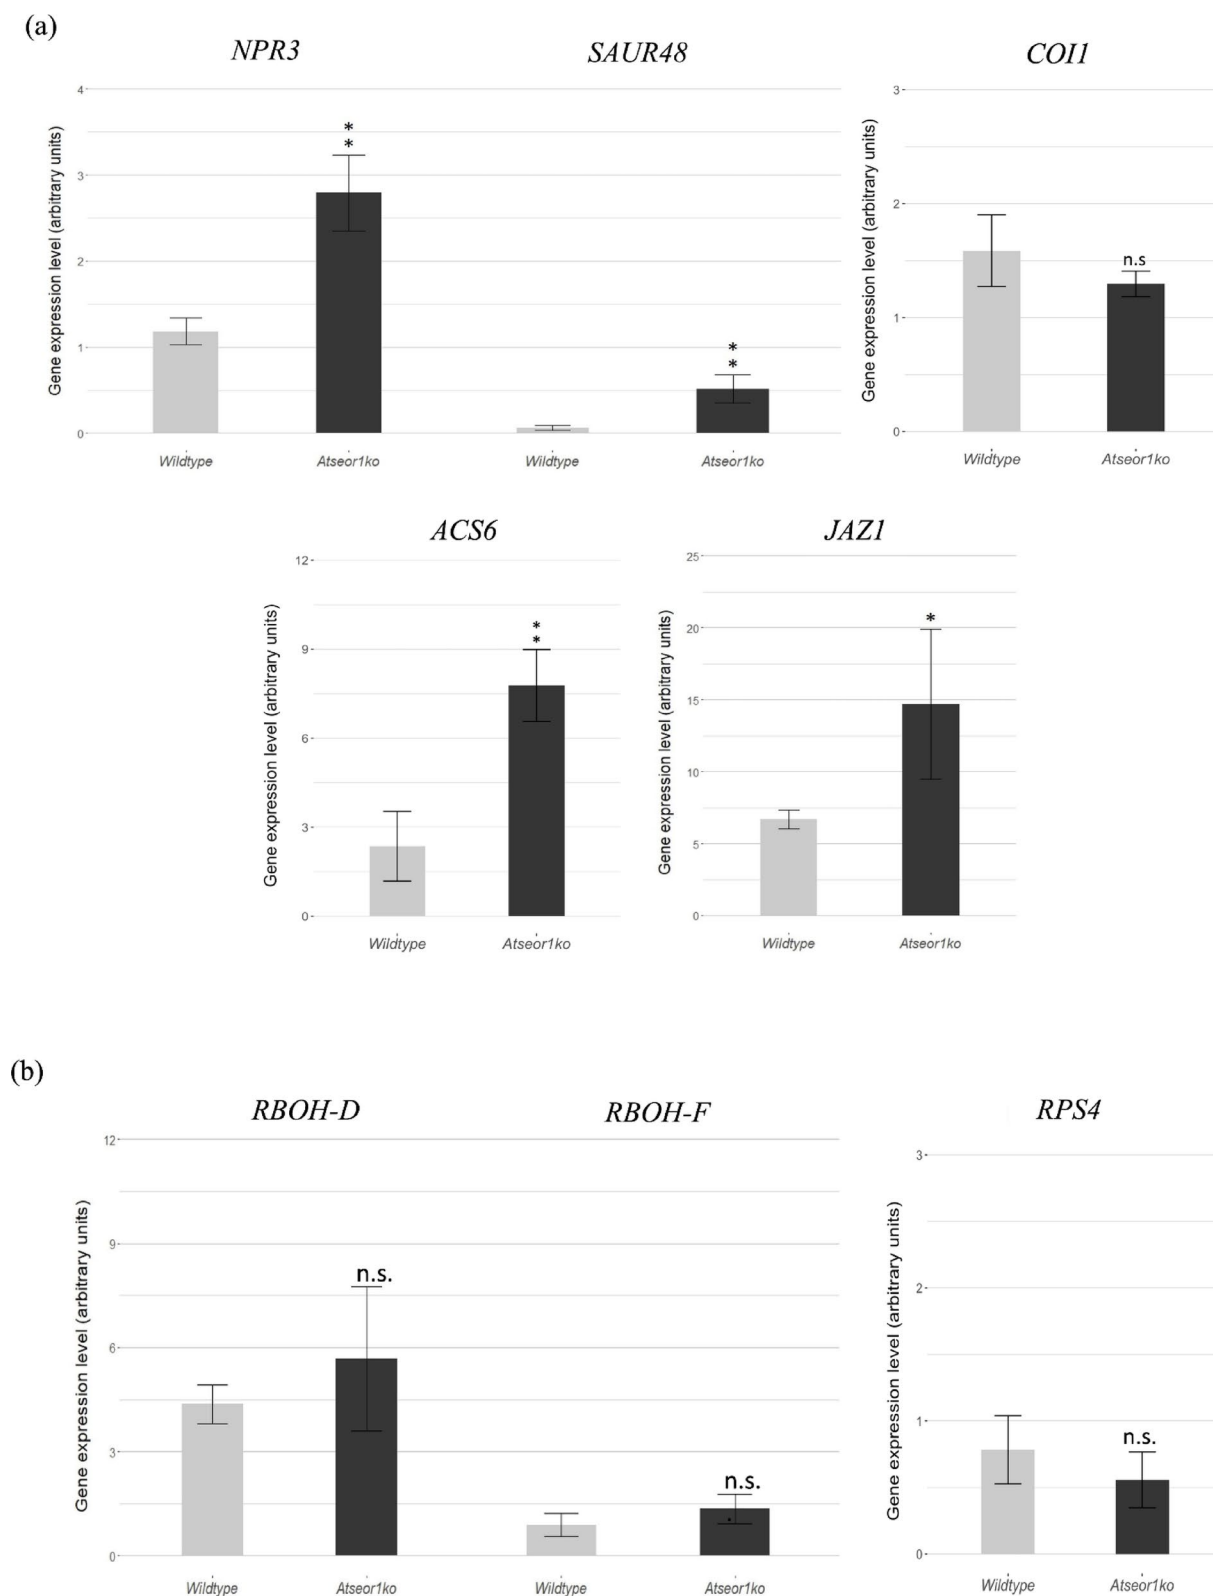 (a)
NPR3 SAUR48 COI1
Gene expression level (arbitrary units)
4
3
2
1
0
**
**
Wildtype Atseor1ko Wildtype Atseor1ko
Gene expression level (arbitrary units)
3
2
1
0
n.s
Wildtype Atseor1ko
ACS6 JAZ1
Gene expression level (arbitrary units)
12
9
6
3
0
**
Wildtype Atseor1ko
Gene expression level (arbitrary units)
25
20
15
10
5
0
*
Wildtype Atseor1ko
(b)
RBOH-D RBOH-F RPS4
Gene expression level (arbitrary units)
12
9
6
3
0
n.s.
n.s.
Wildtype Atseor1ko Wildtype Atseor1ko
Gene expression level (arbitrary units)
3
2
1
0
n.s.
Wildtype Atseor1ko